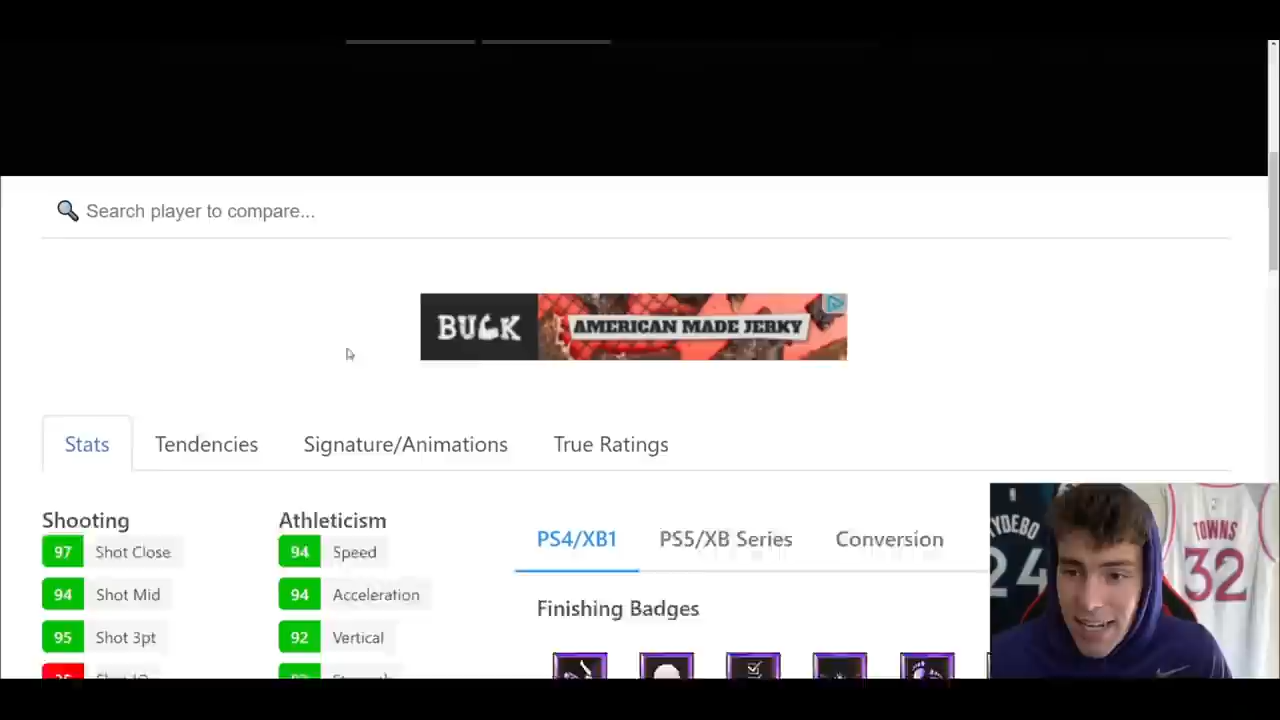 Search player to compare...
BUCK
AMERICAN MADE JERKY
Stats
Tendencies
Signature/Animations
True Ratings
Shooting
97 Shot Close
94 Shot Mid
95 Shot 3pt
Athleticism
94 Speed
94 Acceleration
92 Vertical
PS4/XB1
PS5/XB Series
Conversion
Finishing Badges
YDEBO
24
TOWNS
32